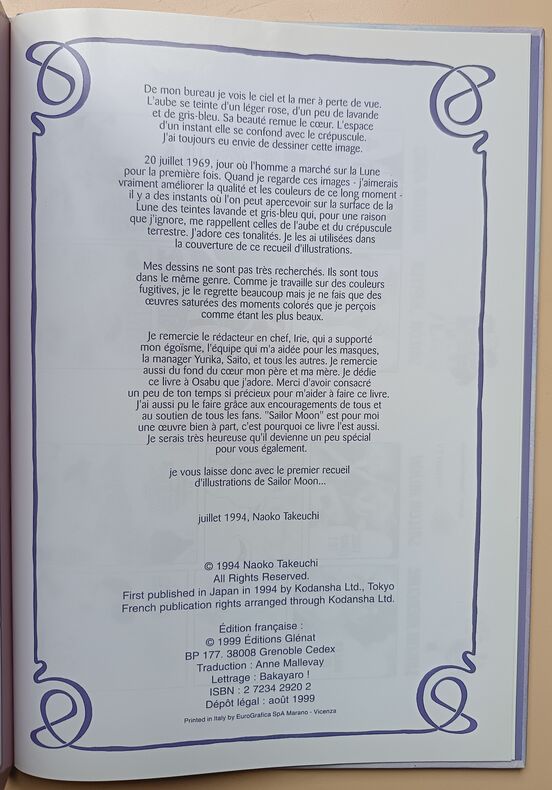 De mon bureau je vois le ciel et la mer à perte de vue.
L'aube se teinte d'un léger rose, d'un peu de lavande
et de gris-bleu. Sa beauté remue le cœur. L'espace
d'un instant elle se confond avec le crépuscule.
J'ai toujours eu envie de dessiner cette image.
20 juillet 1969, jour où l'homme a marché sur la Lune
pour la première fois. Quand je regarde ces images - j'aimerais
vraiment améliorer la qualité et les couleurs de ce long moment -
il y a des instants où l'on peut apercevoir sur la surface de la
Lune des teintes lavande et gris-bleu qui, pour une raison
que j'ignore, me rappellent celles de l'aube et du crépuscule
terrestre. J'adore ces tonalités. Je les ai utilisées dans
la couverture de ce recueil d'illustrations.
Mes dessins ne sont pas très recherchés. Ils sont tous
dans le même genre. Comme je travaille sur des couleurs
fugitives, je le regrette beaucoup mais je ne fais que des
œuvres saturées des moments colorés que je perçois
comme étant les plus beaux.
Je remercie le rédacteur en chef, Irie, qui a supporté
mon égoïsme, l'équipe qui m'a aidée pour les masques,
la manager Yurika, Saito, et tous les autres. Je remercie
aussi du fond du cœur mon père et ma mère. Je dédie
ce livre à Osabu que j'adore. Merci d'avoir consacré
un peu de ton temps si précieux pour m'aider à faire ce livre.
J'ai aussi pu le faire grâce aux encouragements de tous et
au soutien de tous les fans. "Sailor Moon" est pour moi
une œuvre bien à part, c'est pourquoi ce livre l'est aussi.
Je serais très heureuse qu'il devienne un peu spécial
pour vous également.
je vous laisse donc avec le premier recueil
d'illustrations de Sailor Moon...
juillet 1994, Naoko Takeuchi
© 1994 Naoko Takeuchi
All Rights Reserved.
First published in Japan in 1994 by Kodansha Ltd., Tokyo
French publication rights arranged through Kodansha Ltd.
Édition française :
© 1999 Éditions Glénat
BP 177. 38008 Grenoble Cedex
Traduction : Anne Mallevay
Lettrage : Bakayaro !
ISBN : 2 7234 2920 2
Dépôt légal : août 1999
Printed in Italy by EuroGrafica SpA Marano - Vicenza